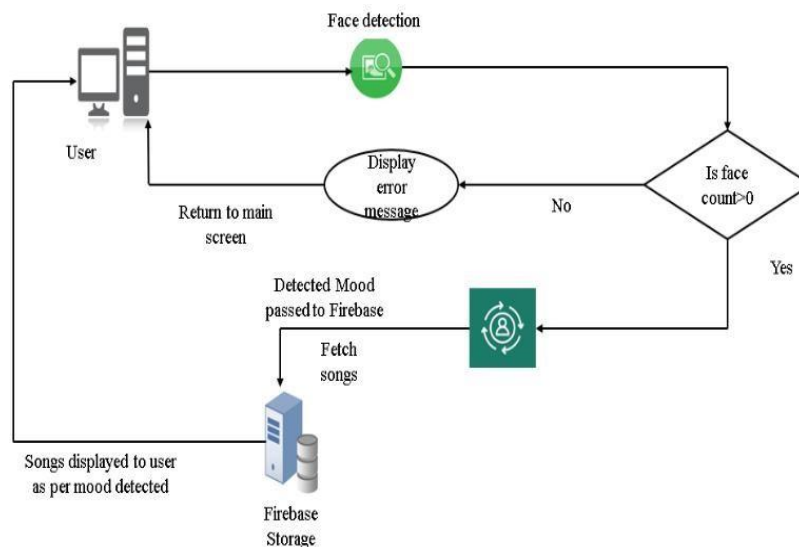 Face detection
User
Display
error
message
Is face
count>0
Return to main
screen
No
Yes
Detected Mood
passed to Firebase
Fetch
songs
Songs displayed to user
as per mood detected
Firebase
Storage